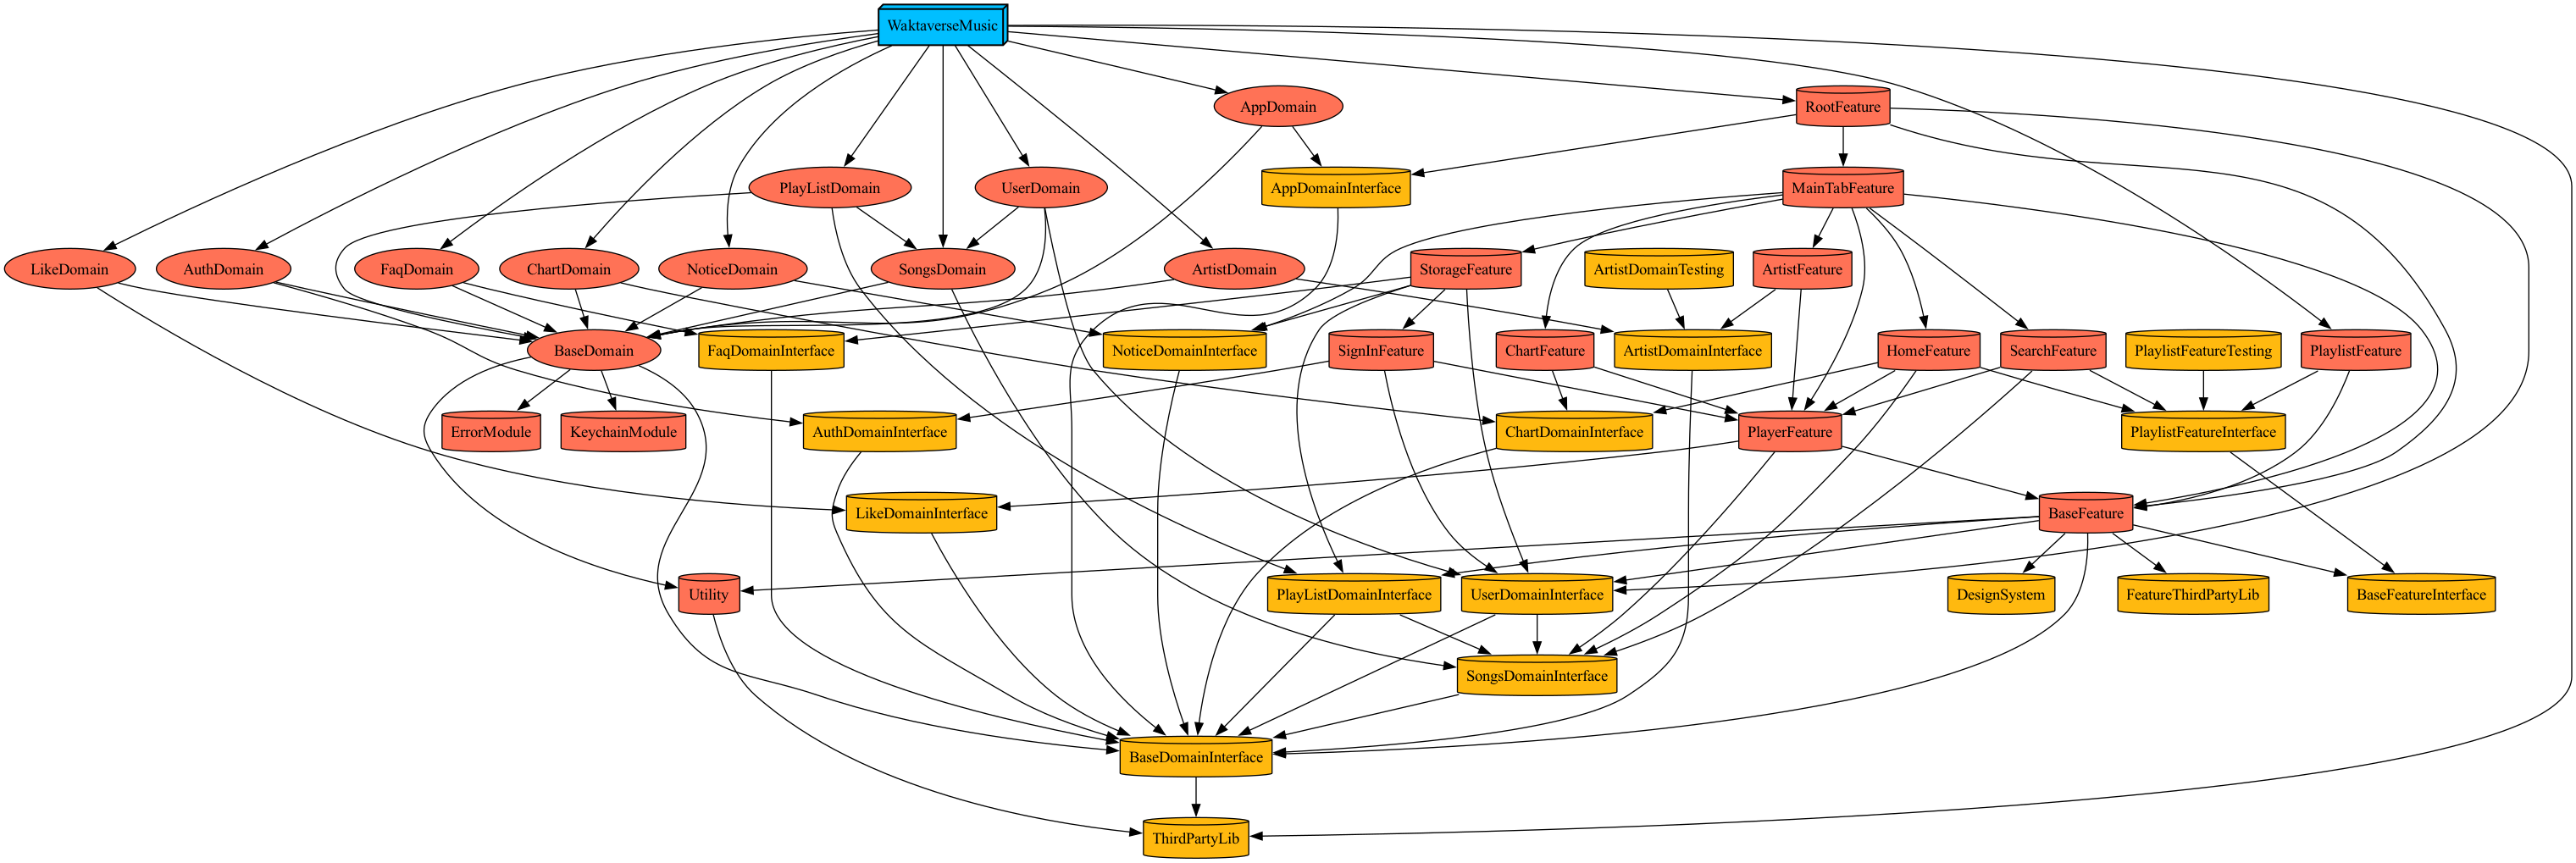 WaktaverseMusic
AppDomain
RootFeature
PlayListDomain
UserDomain
AppDomainInterface
MainTabFeature
LikeDomain
AuthDomain
FaqDomain
ChartDomain
NoticeDomain
SongsDomain
ArtistDomain
StorageFeature
ArtistDomainTesting
ArtistFeature
BaseDomain
FaqDomainInterface
NoticeDomainInterface
SignInFeature
ChartFeature
ArtistDomainInterface
HomeFeature
SearchFeature
PlaylistFeatureTesting
PlaylistFeature
ErrorModule
KeychainModule
AuthDomainInterface
ChartDomainInterface
PlayerFeature
PlaylistFeatureInterface
LikeDomainInterface
BaseFeature
Utility
PlayListDomainInterface
UserDomainInterface
DesignSystem
FeatureThirdPartyLib
BaseFeatureInterface
SongsDomainInterface
BaseDomainInterface
ThirdPartyLib